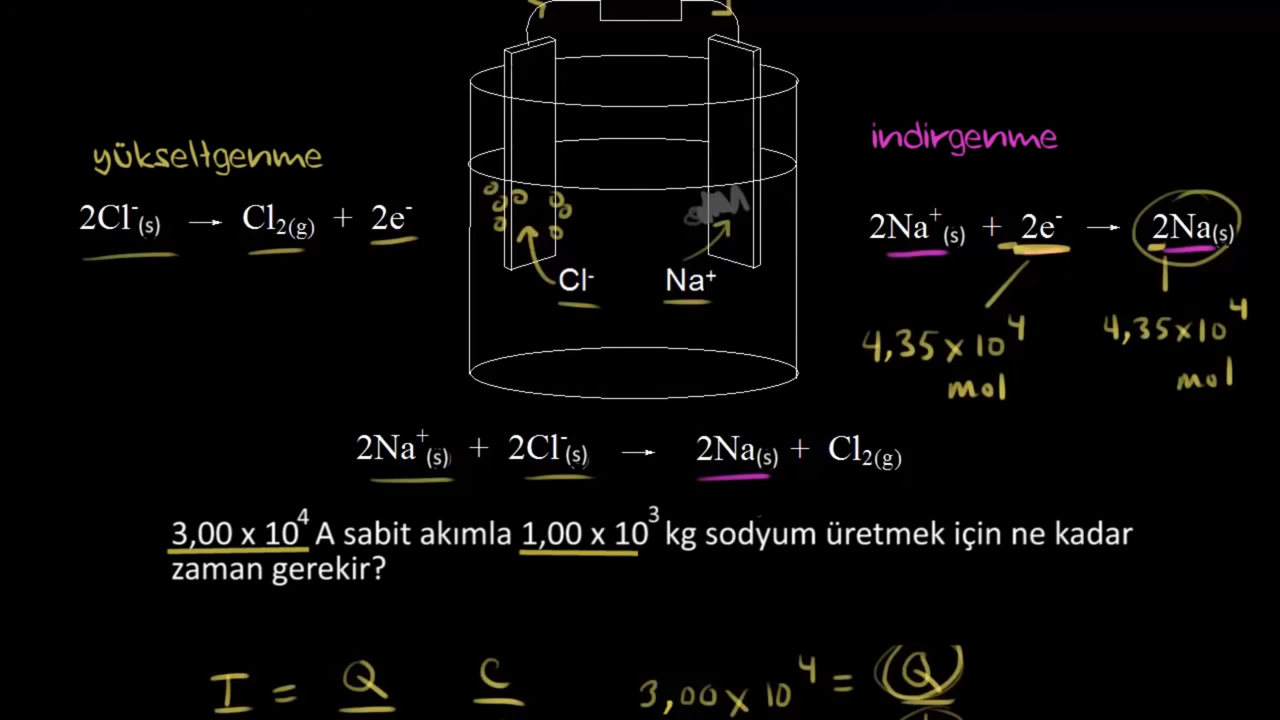 yükseltgenme
indirgenme
2Cl⁻(s) → Cl2(g) + 2e⁻
2Na⁺(s) + 2e⁻ → 2Na(s)
Cl⁻ Na⁺
4,35 x 10⁴ mol
4,35 x 10⁴ mol
2Na⁺(s) + 2Cl⁻(s) → 2Na(s) + Cl2(g)
3,00 x 10⁴ A sabit akımla 1,00 x 10³ kg sodyum üretmek için ne kadar
zaman gerekir?
I = Q C 3,00 x 10⁴ = Q